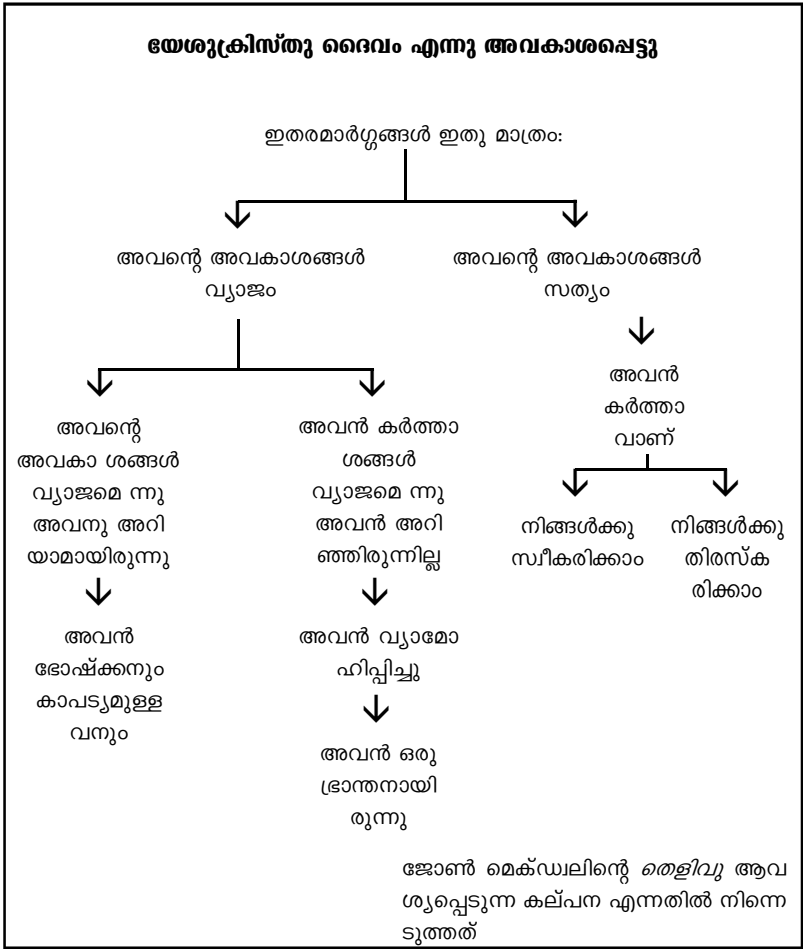 യേശുക്രിസ്തു ദൈവം എന്നു അവകാശപ്പെട്ടു
ഇതരമാർഗ്ഗങ്ങൾ ഇതു മാത്രം:
അവന്റെ അവകാശങ്ങൾ
വ്യാജം
അവന്റെ അവകാശങ്ങൾ
സത്യം
അവന്റെ
അവകാ ശങ്ങൾ
വ്യാജമെ ന്നു
അവനു അറി
യാമായിരുന്നു
അവൻ
ഭോഷ്ക്കനും
കാപട്യമുള്ള
വനും
അവൻ കർത്താ
ശങ്ങൾ
വ്യാജമെ ന്നു
അവൻ അറി
ഞ്ഞിരുന്നില്ല
അവൻ വ്യാമോ
ഹിപ്പിച്ചു
അവൻ ഒരു
ഭ്രാന്തനായി
രുന്നു
അവൻ
കർത്താ
വാണ്
നിങ്ങൾക്കു
സ്വീകരിക്കാം
നിങ്ങൾക്കു
തിരസ്ക
രിക്കാം
ജോൺ മെക്ഡ്വലിന്റെ തെളിവു ആവ
ശ്യപ്പെടുന്ന കല്പന എന്നതിൽ നിന്നെ
ടുത്തത്